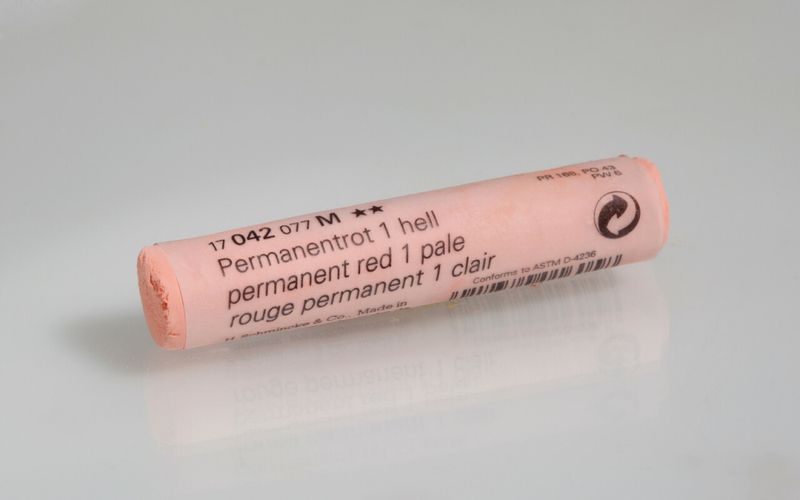 17 042 077 M ★★
Permanentrot 1 hell
permanent red 1 pale
rouge permanent 1 clair
H. Schmincke & Co., Made in
PR 188, PO 43
PW 6
Conforms to ASTM D-4236